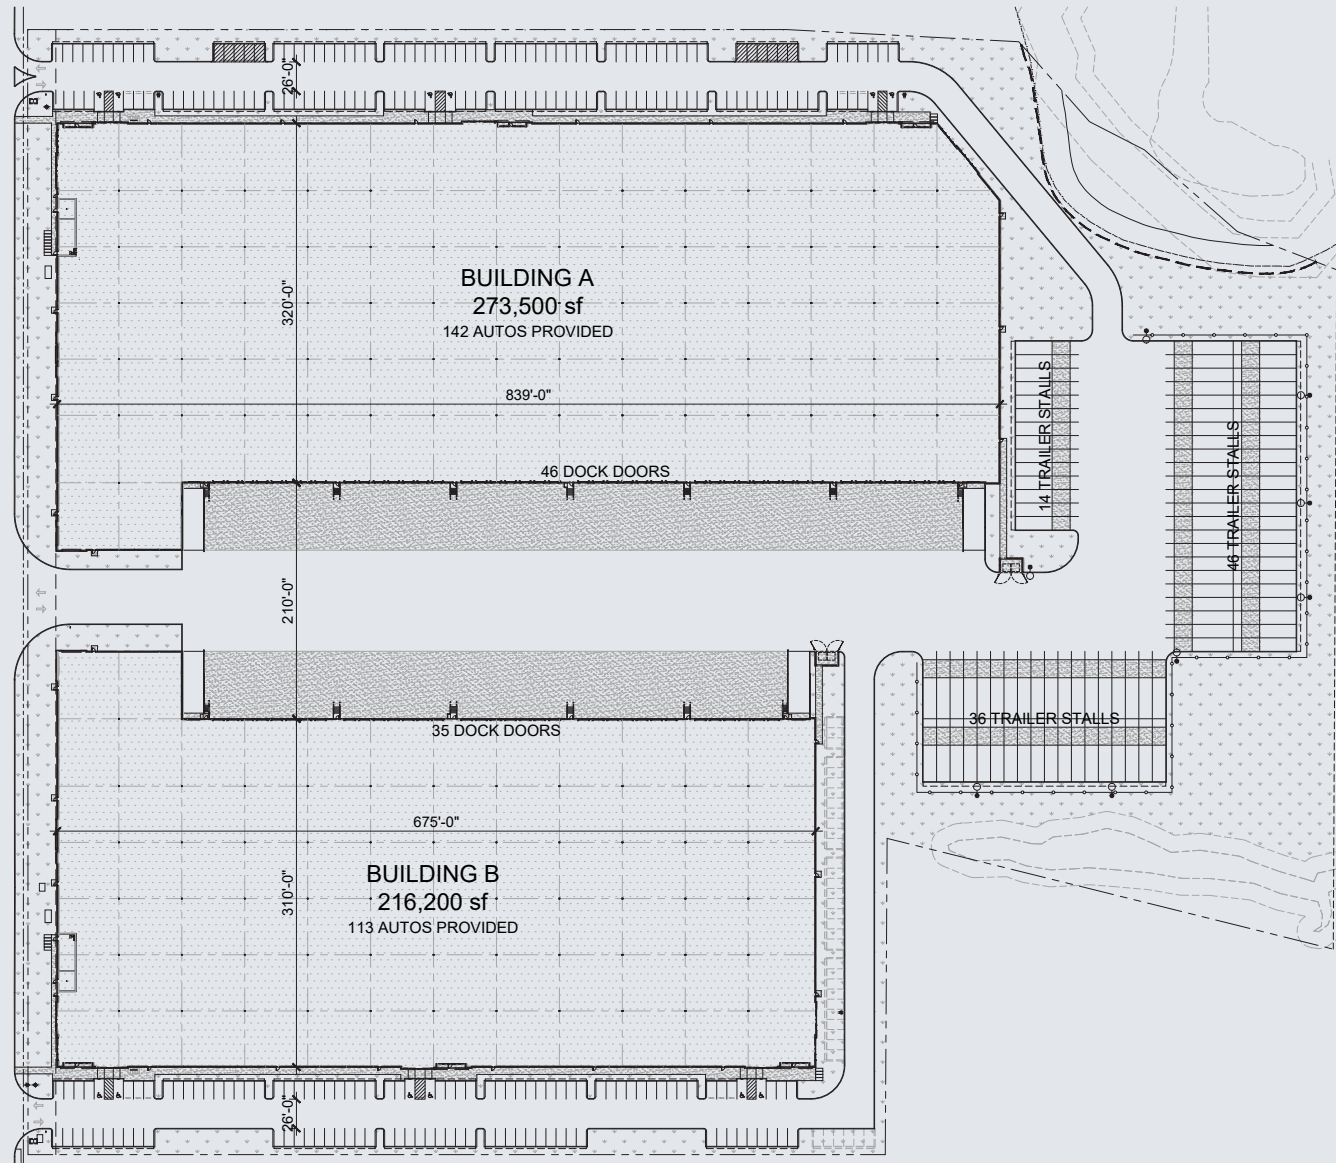 26'-0"
BUILDING A
273,500 sf
142 AUTOS PROVIDED
320'-0"
839'-0"
14 TRAILER STALLS
46 TRAILER STALLS
46 DOCK DOORS
210'-0"
36 TRAILER STALLS
35 DOCK DOORS
675'-0"
BUILDING B
216,200 sf
113 AUTOS PROVIDED
310'-0"
26'-0"